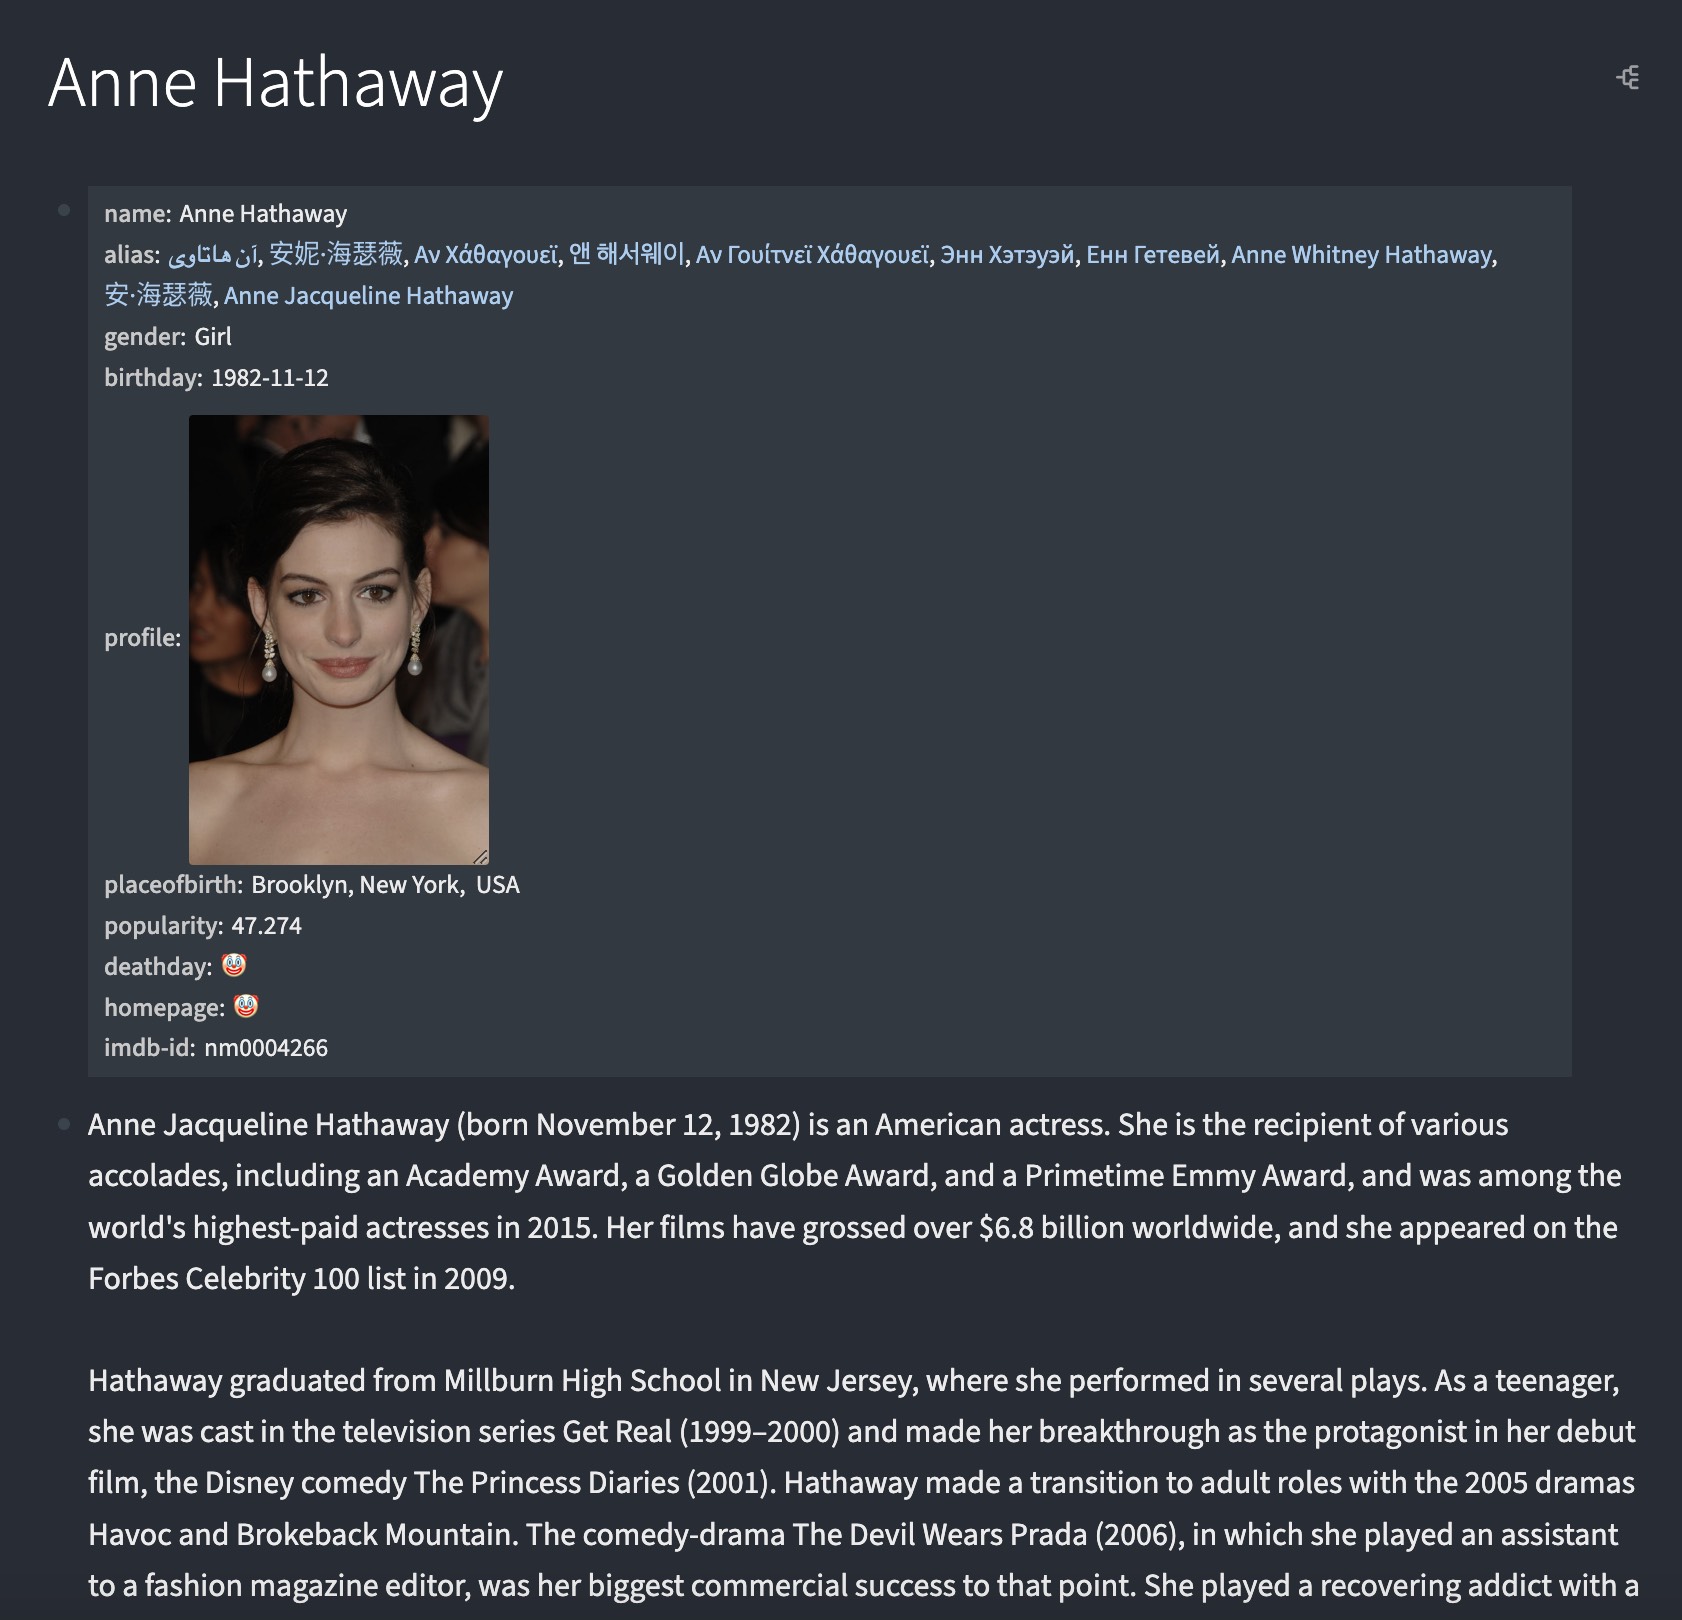 Anne Hathaway
name: Anne Hathaway
alias: آن هاتاوی, 安妮·海瑟薇, Αν Χάθαγουεϊ, 앤 해서웨이, Αν Γουίτνεϊ Χάθαγουεϊ, Энн Хэтэуэй, Енн Гетевей, Anne Whitney Hathaway,
安·海瑟薇, Anne Jacqueline Hathaway
gender: Girl
birthday: 1982-11-12
profile:
placeofbirth: Brooklyn, New York, USA
popularity: 47.274
deathday: 🤡
homepage: 🤡
imdb-id: nm0004266
Anne Jacqueline Hathaway (born November 12, 1982) is an American actress. She is the recipient of various
accolades, including an Academy Award, a Golden Globe Award, and a Primetime Emmy Award, and was among the
world's highest-paid actresses in 2015. Her films have grossed over $6.8 billion worldwide, and she appeared on the
Forbes Celebrity 100 list in 2009.
Hathaway graduated from Millburn High School in New Jersey, where she performed in several plays. As a teenager,
she was cast in the television series Get Real (1999–2000) and made her breakthrough as the protagonist in her debut
film, the Disney comedy The Princess Diaries (2001). Hathaway made a transition to adult roles with the 2005 dramas
Havoc and Brokeback Mountain. The comedy-drama The Devil Wears Prada (2006), in which she played an assistant
to a fashion magazine editor, was her biggest commercial success to that point. She played a recovering addict with a